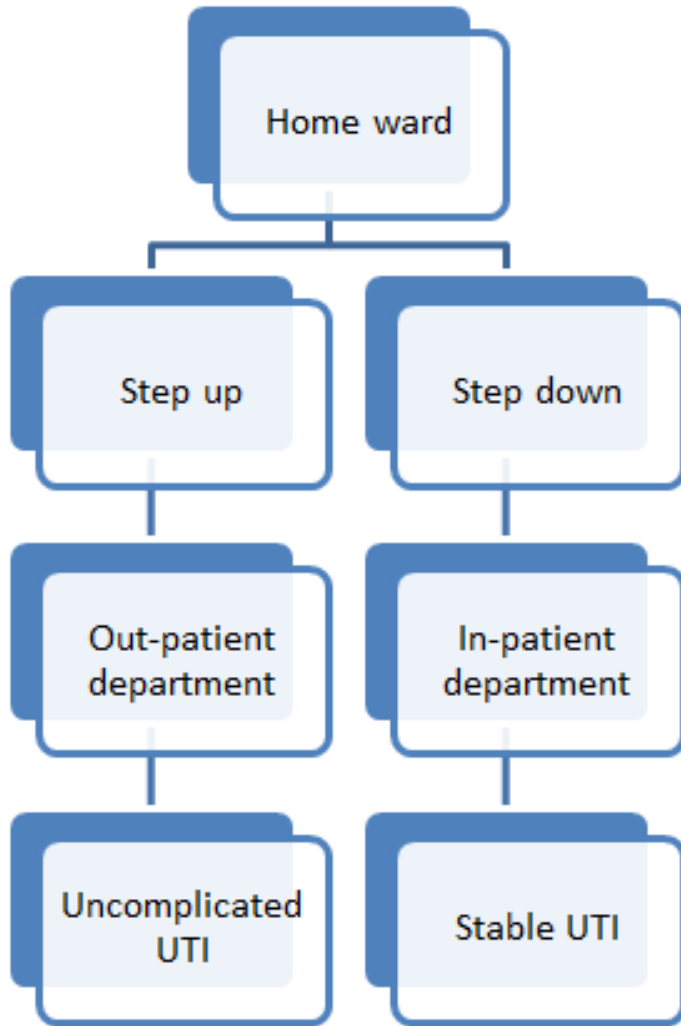 Home ward
Step up
Step down
Out-patient
department
In-patient
department
Uncomplicated
UTI
Stable UTI